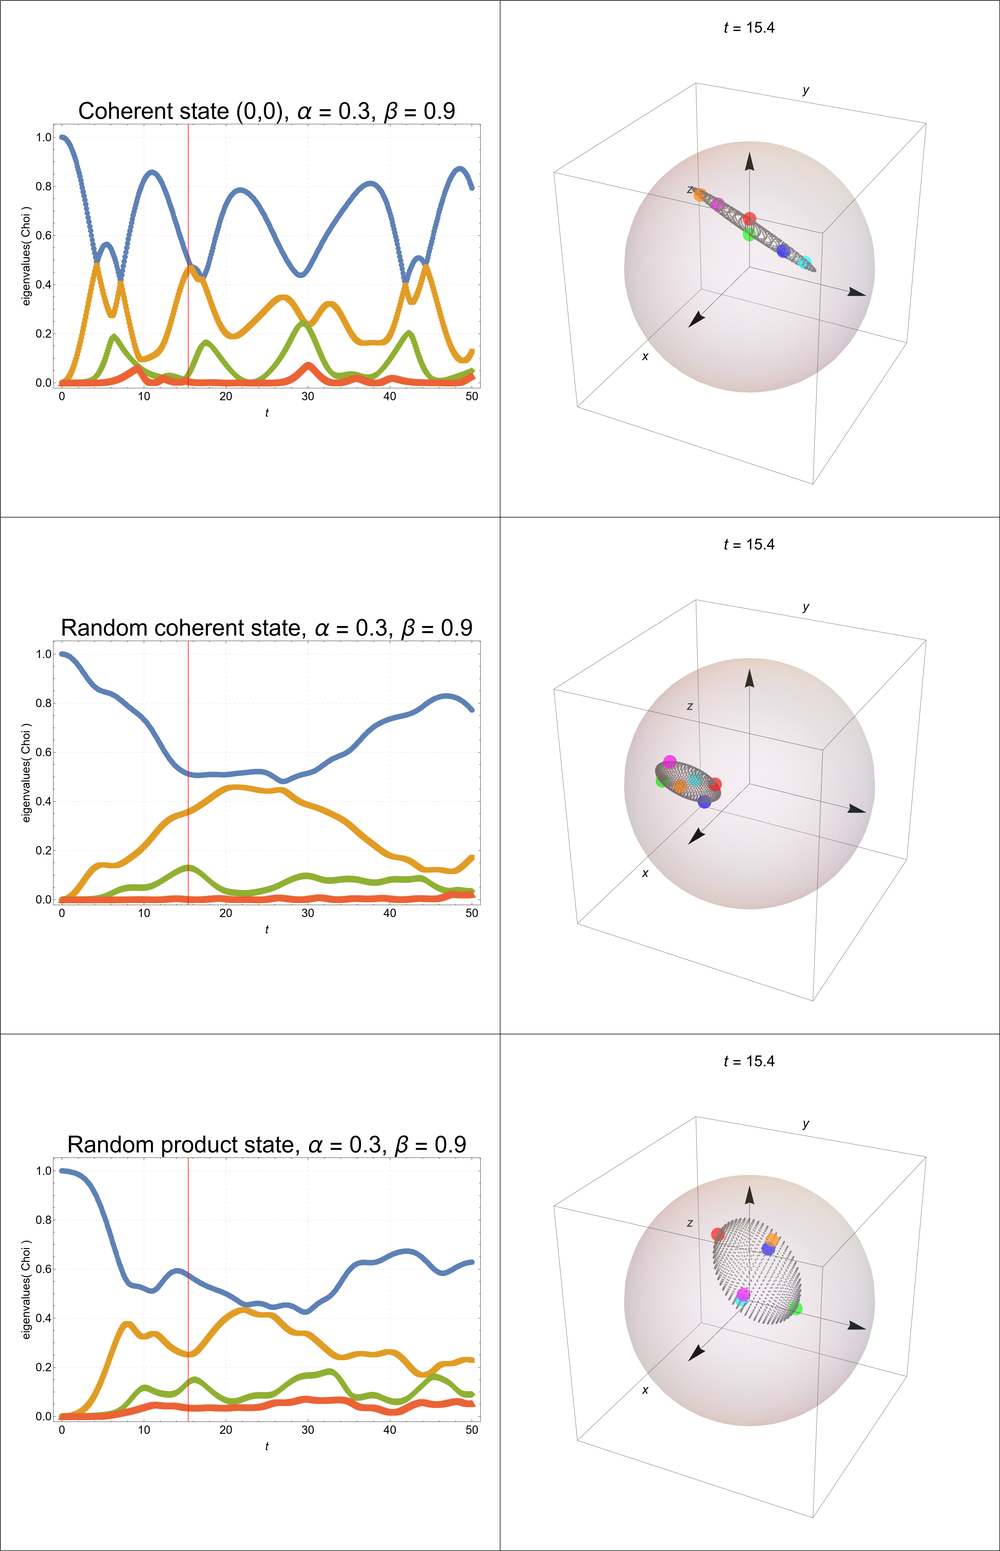 Coherent state (0,0), α = 0.3, β = 0.9
eigenvalues( Choi )
1.0
0.8
0.6
0.4
0.2
0.0
0 10 20 30 40 50
t
t = 15.4
y
z
x
Random coherent state, α = 0.3, β = 0.9
eigenvalues( Choi )
1.0
0.8
0.6
0.4
0.2
0.0
0 10 20 30 40 50
t
t = 15.4
y
z
x
Random product state, α = 0.3, β = 0.9
eigenvalues( Choi )
1.0
0.8
0.6
0.4
0.2
0.0
0 10 20 30 40 50
t
t = 15.4
y
z
x